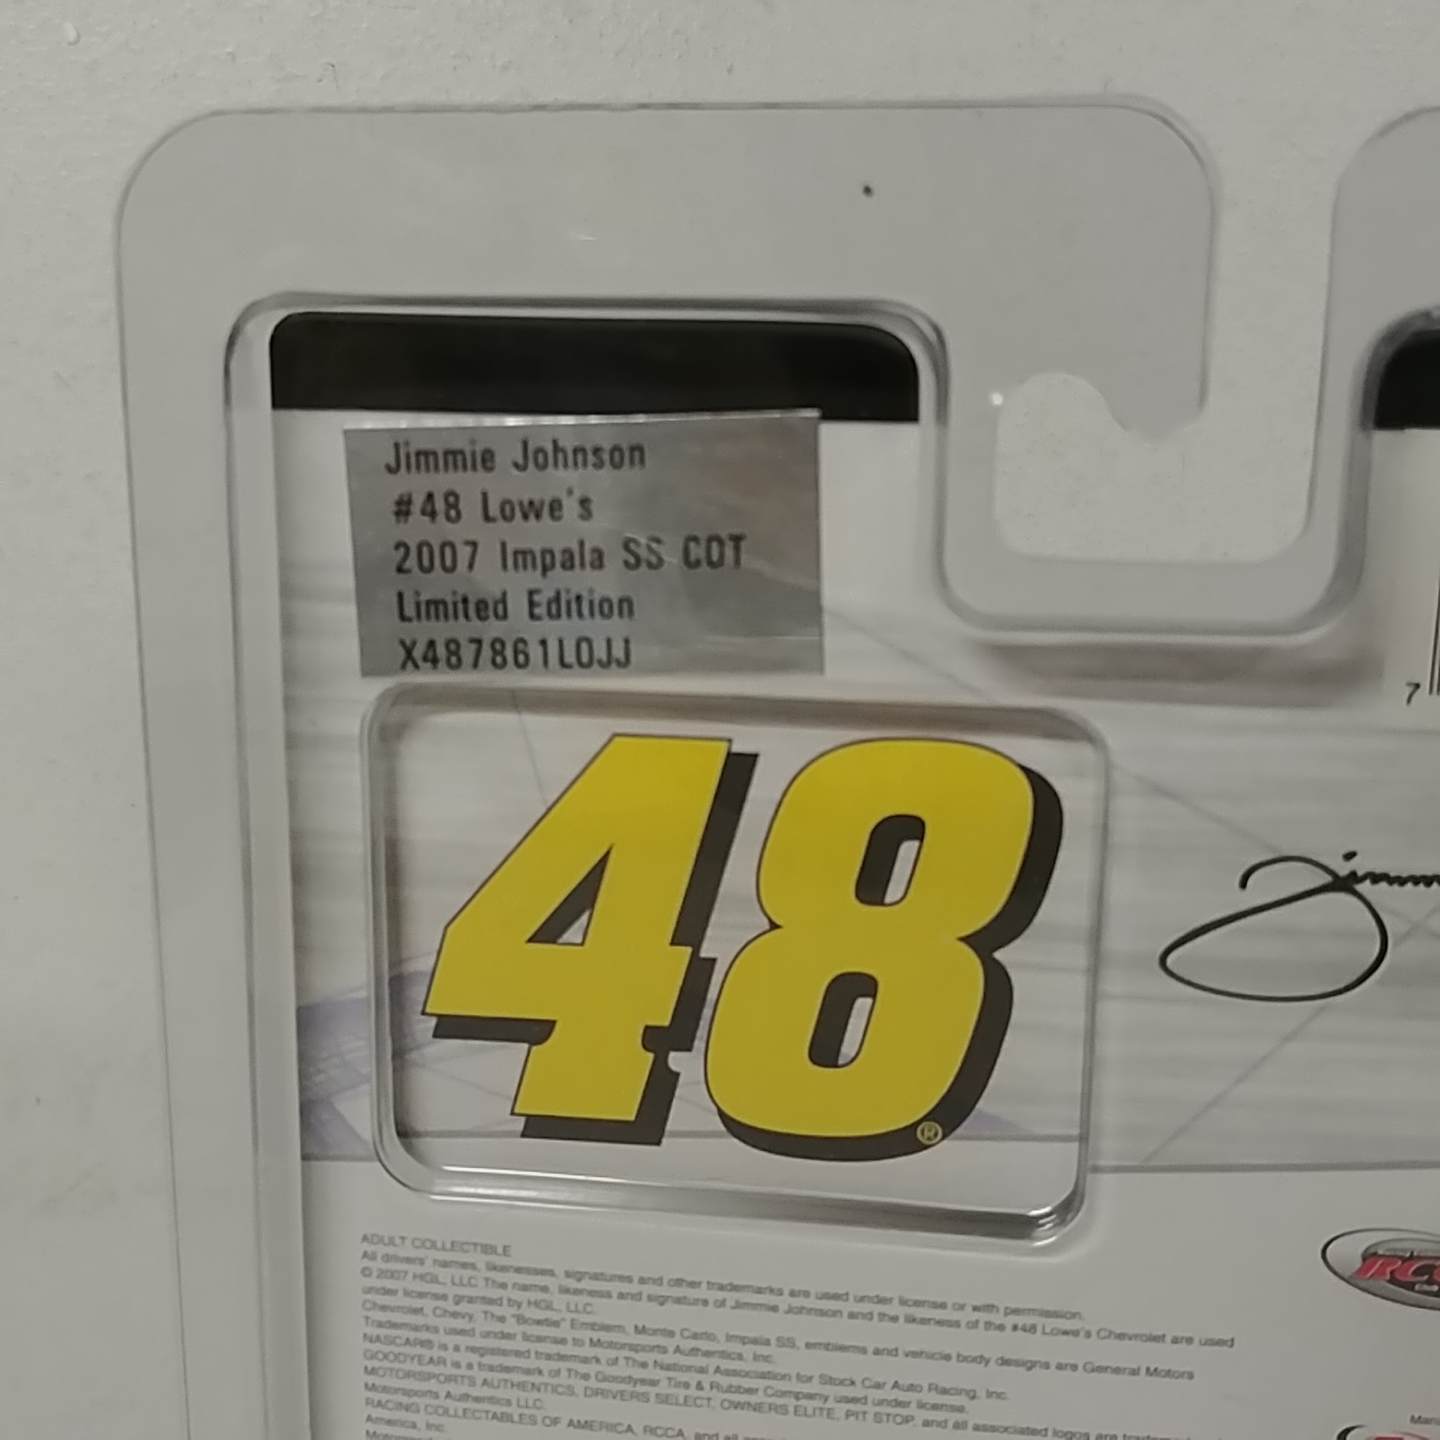 Jimmie Johnson
#48 Lowe's
2007 Impala SS COT
Limited Edition
X487861LOJJ
7
48
®
Jimm
ADULT COLLECTIBLE
All drivers' names, likenesses, signatures and other trademarks are used under license or with permission.
© 2007 HGL, LLC The name, likeness and signature of Jimmie Johnson and the likeness of the #48 Lowe's Chevrolet are used
under license granted by HGL, LLC.
Chevrolet, Chevy, The "Bowtie" Emblem, Monte Carlo, Impala SS, emblems and vehicle body designs are General Motors
Trademarks used under license to Motorsports Authentics, Inc.
NASCAR® is a registered trademark of The National Association for Stock Car Auto Racing, Inc.
GOODYEAR is a trademark of The Goodyear Tire & Rubber Company used under license.
MOTORSPORTS AUTHENTICS, DRIVERS SELECT, OWNERS ELITE, PIT STOP, and all associated logos are
Motorsports Authentics LLC.
RACING COLLECTABLES OF AMERICA, RCCA, and all
America, Inc.
RCC